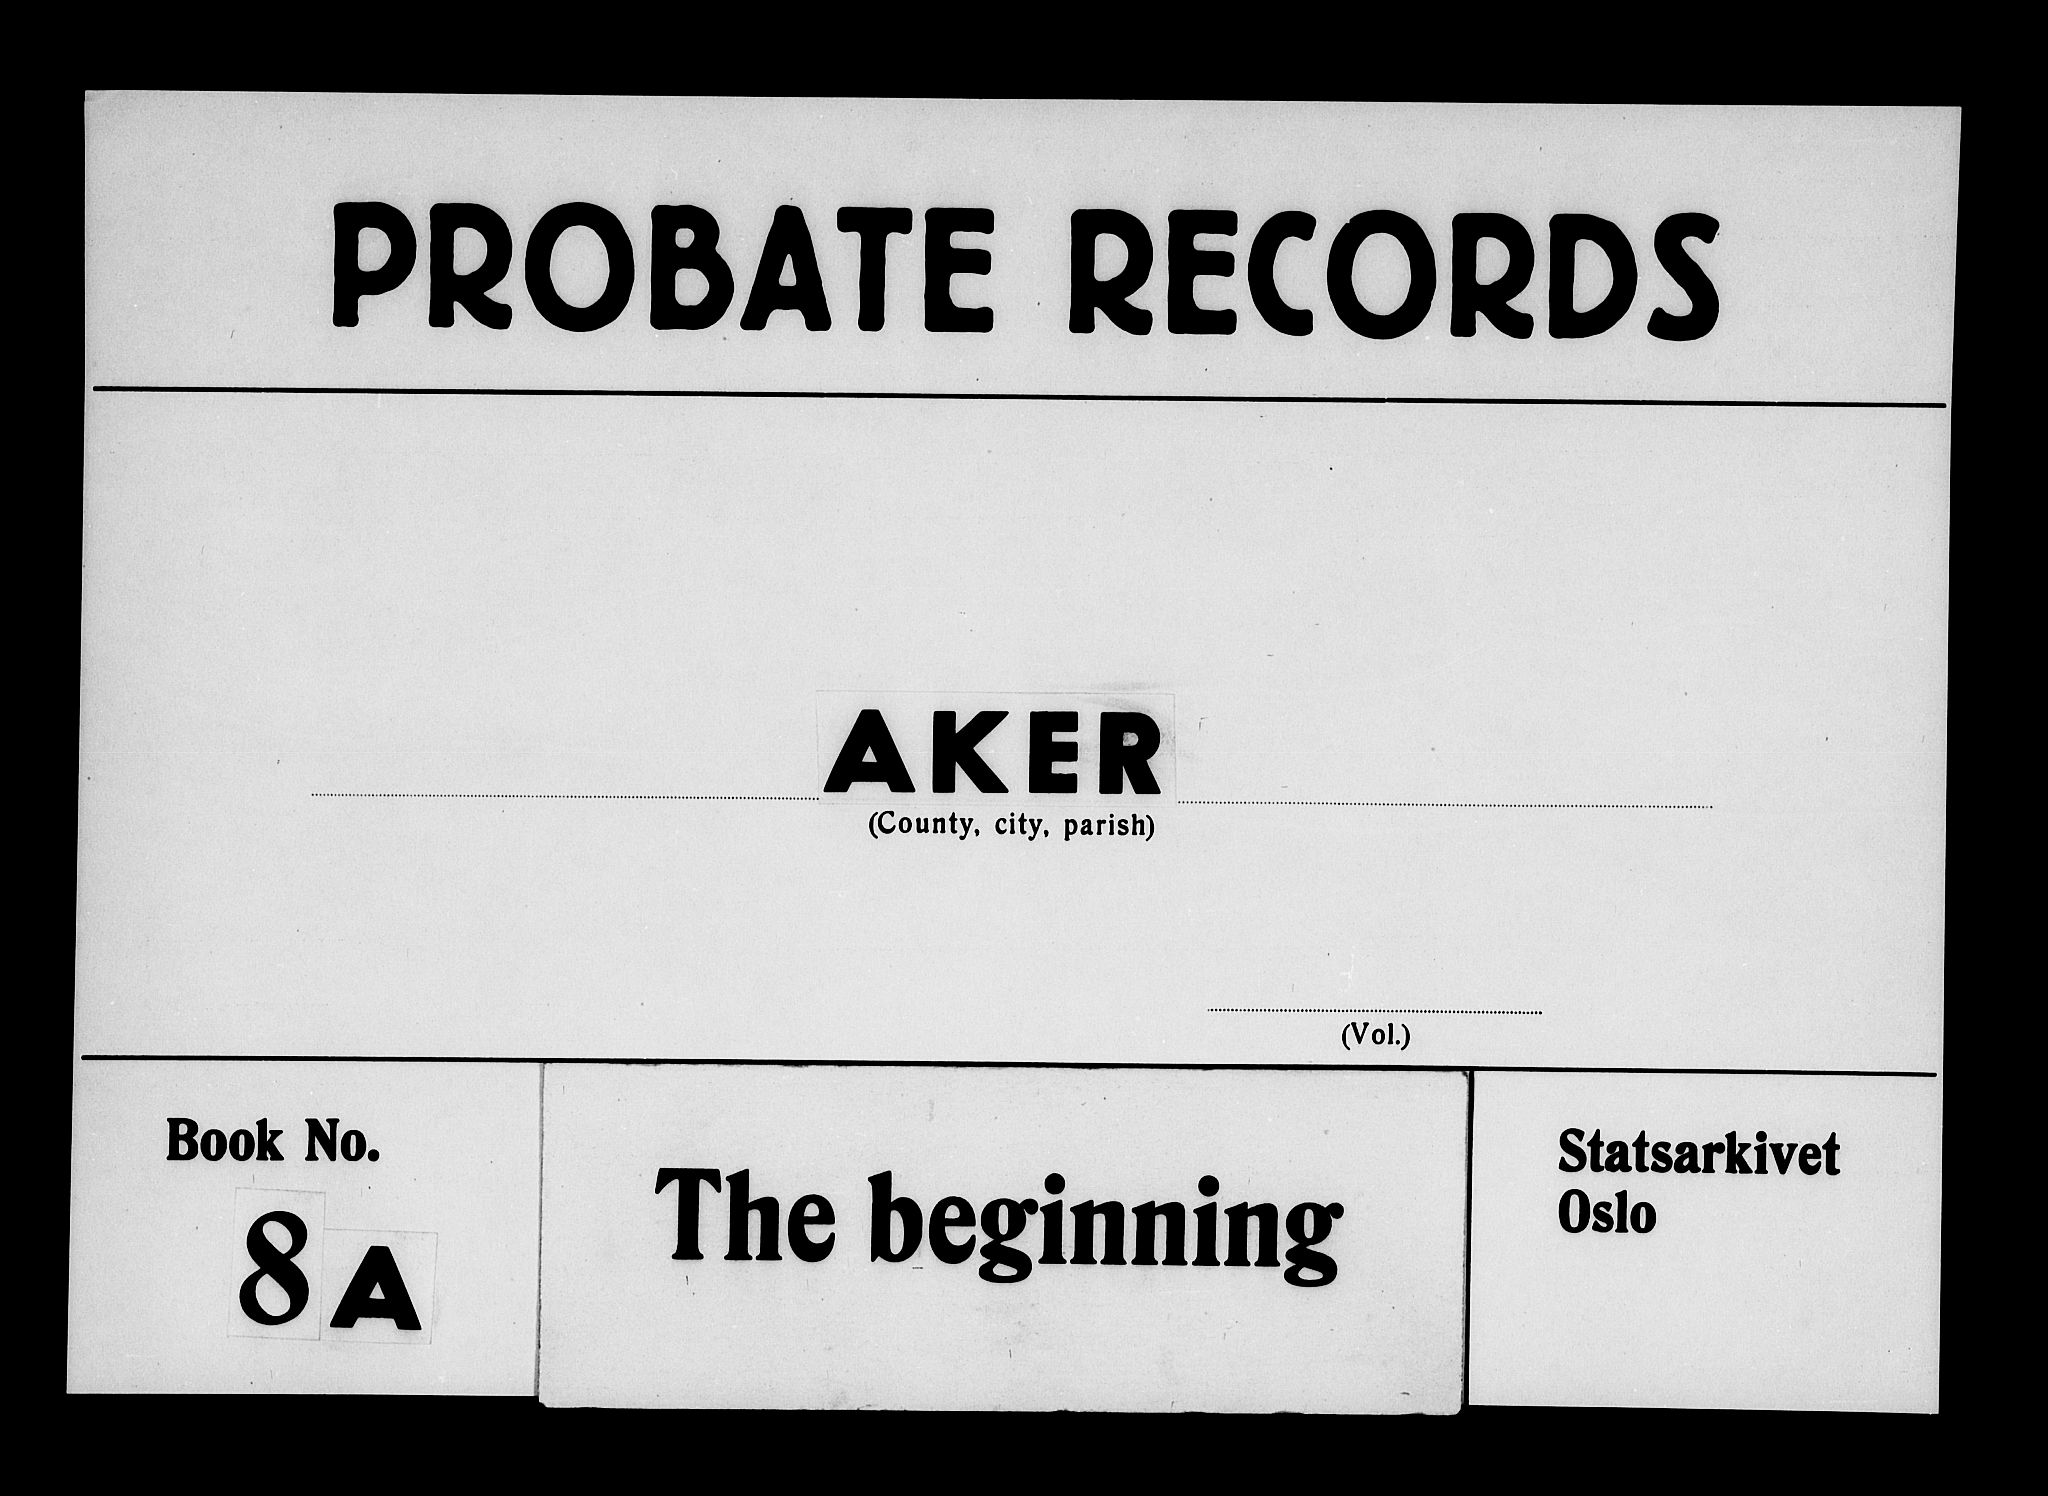 PROBATE RECORDS
AKER
(County, city, parish)
(Vol.)
Book No.
8 A
The beginning
Statsarkivet
Oslo